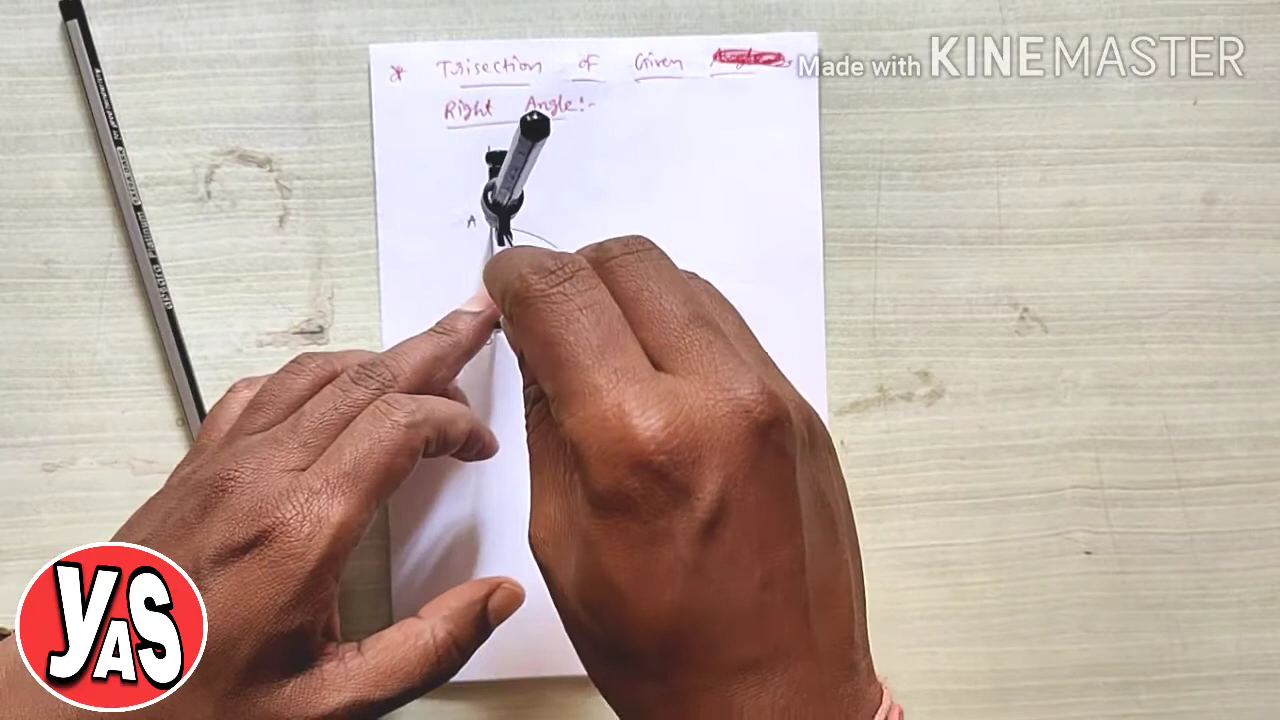 * Trisection of Given
Right Angle:-
A
Made with KINEMASTER
YAS